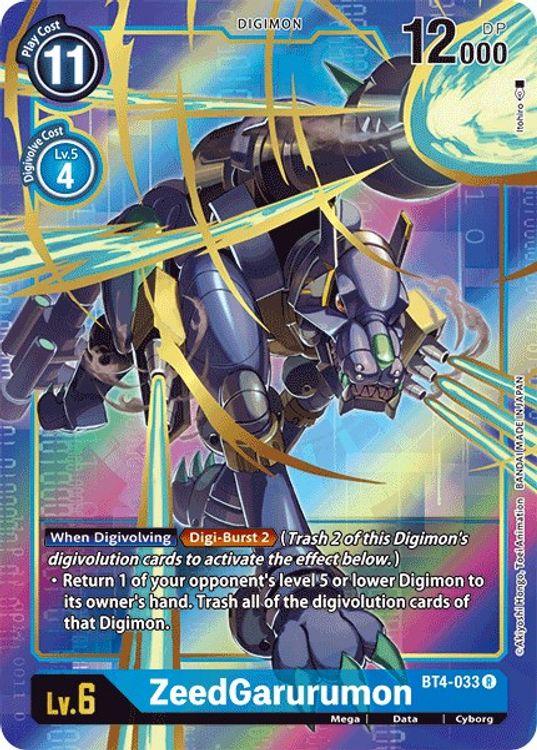 DIGIMON
Play Cost
11
12000
DP
Digivolve Cost
Lv.5
4
Itohiro
When Digivolving Digi-Burst 2 (Trash 2 of this Digimon's
digivolution cards to activate the effect below.)
• Return 1 of your opponent's level 5 or lower Digimon to
its owner's hand. Trash all of the digivolution cards of
that Digimon.
©Akiyoshi Hongo, Toei Animation BANDAI MADE IN JAPAN
Lv.6
ZeedGarurumon
BT4-033 R
Mega | Data | Cyborg